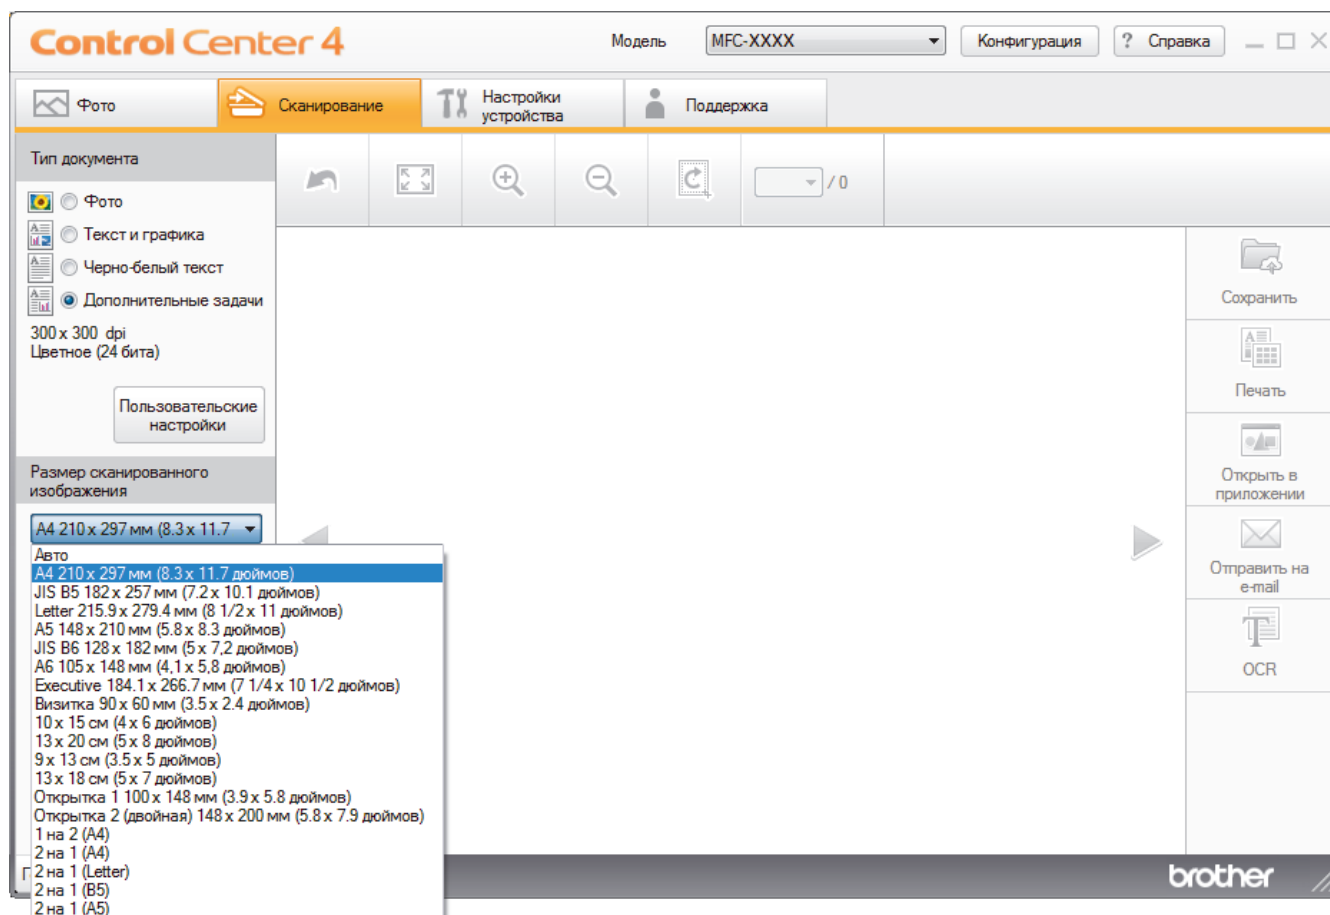 Control Center 4
Модель
MFC-XXXX
Конфигурация
? Справка
Фото
Сканирование
Настройки
устройства
Поддержка
Тип документа
/ 0
Фото
Текст и графика
Черно-белый текст
Дополнительные задачи
300 x 300 dpi
Цветное (24 бита)
Пользовательские
настройки
Размер сканированного
изображения
A4 210 x 297 мм (8.3 x 11.7
Авто
A4 210 x 297 мм (8.3 x 11.7 дюймов)
JIS B5 182 x 257 мм (7.2 x 10.1 дюймов)
Letter 215.9 x 279.4 мм (8 1/2 x 11 дюймов)
A5 148 x 210 мм (5.8 x 8.3 дюймов)
JIS B6 128 x 182 мм (5 x 7,2 дюймов)
A6 105 x 148 мм (4,1 x 5,8 дюймов)
Executive 184.1 x 266.7 мм (7 1/4 x 10 1/2 дюймов)
Визитка 90 x 60 мм (3.5 x 2.4 дюймов)
10 x 15 см (4 x 6 дюймов)
13 x 20 см (5 x 8 дюймов)
9 x 13 см (3.5 x 5 дюймов)
13 x 18 см (5 x 7 дюймов)
Открытка 1 100 x 148 мм (3.9 x 5.8 дюймов)
Открытка 2 (двойная) 148 x 200 мм (5.8 x 7.9 дюймов)
1 на 2 (A4)
2 на 1 (A4)
2 на 1 (Letter)
2 на 1 (B5)
2 на 1 (A5)
Сохранить
Печать
Открыть в
приложении
Отправить на
e-mail
OCR
brother